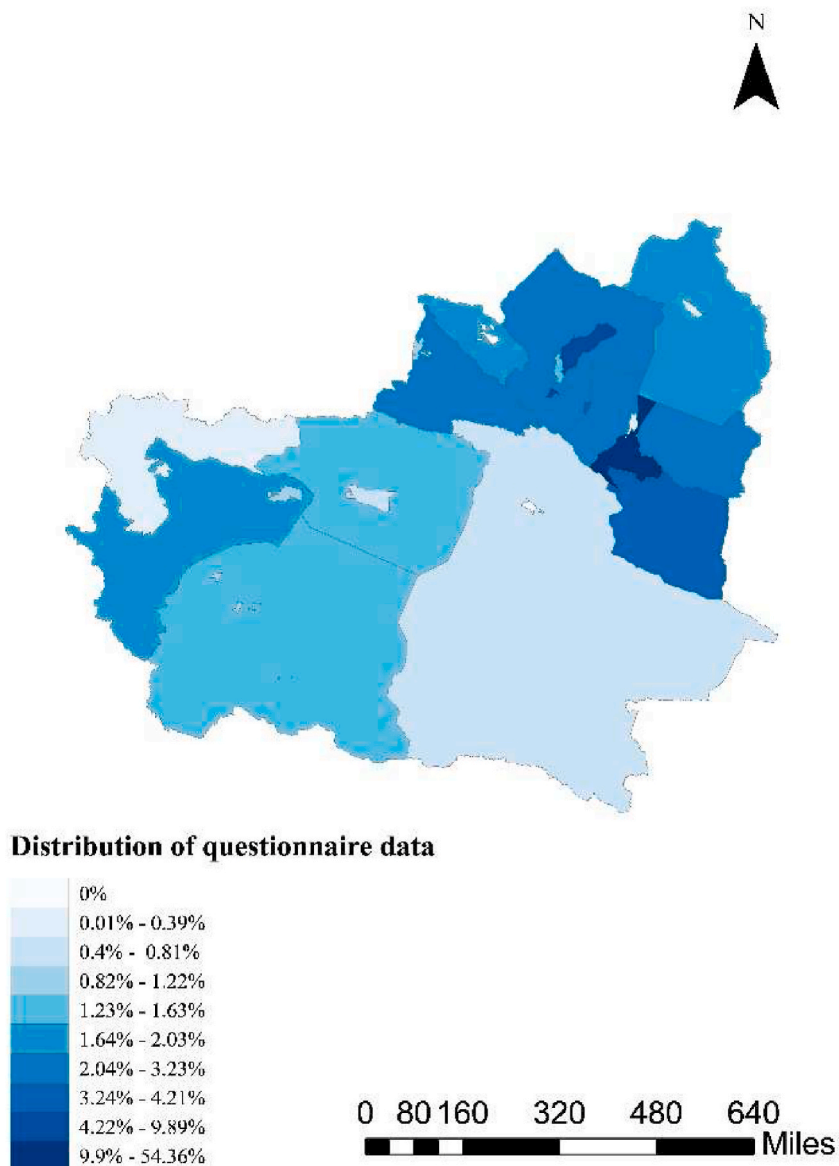 N
Distribution of questionnaire data
0%
0.01% - 0.39%
0.4% - 0.81%
0.82% - 1.22%
1.23% - 1.63%
1.64% - 2.03%
2.04% - 3.23%
3.24% - 4.21%
4.22% - 9.89%
9.9% - 54.36%
0 80 160 320 480 640
Miles